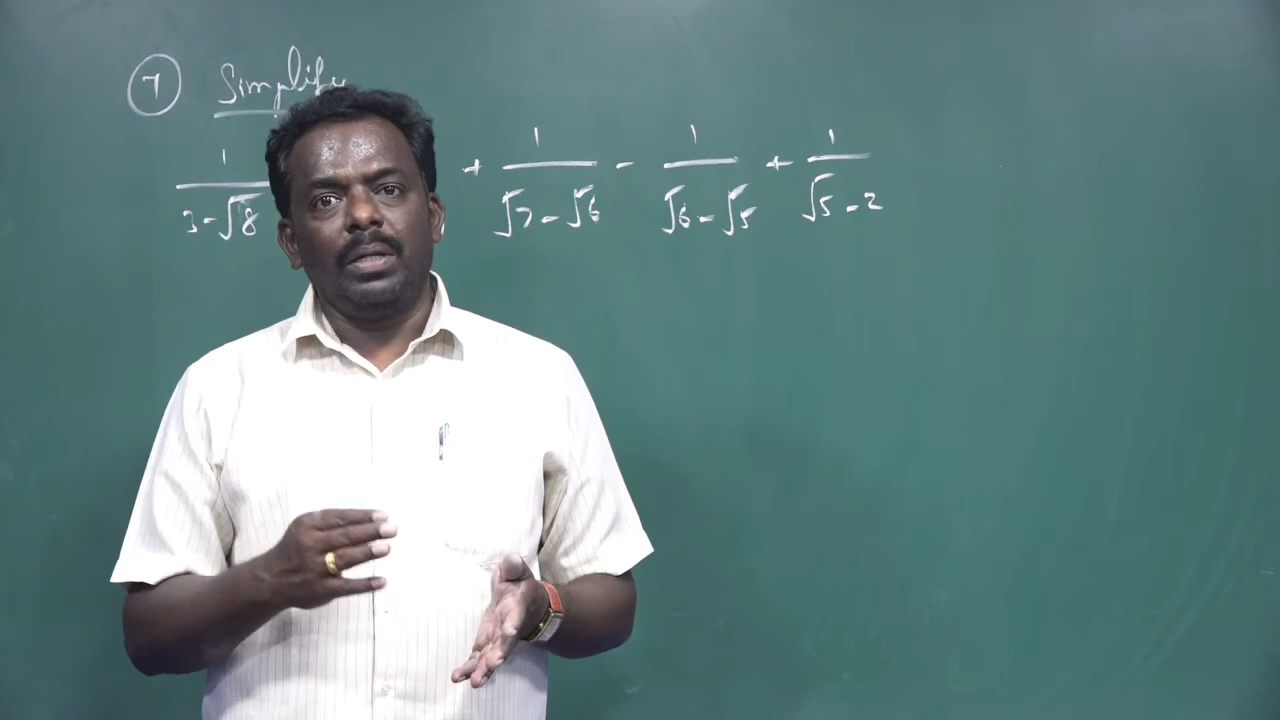 7 Simplify
1/(3-√8) + 1/(√7-√6) - 1/(√6-√5) + 1/(√5-2)